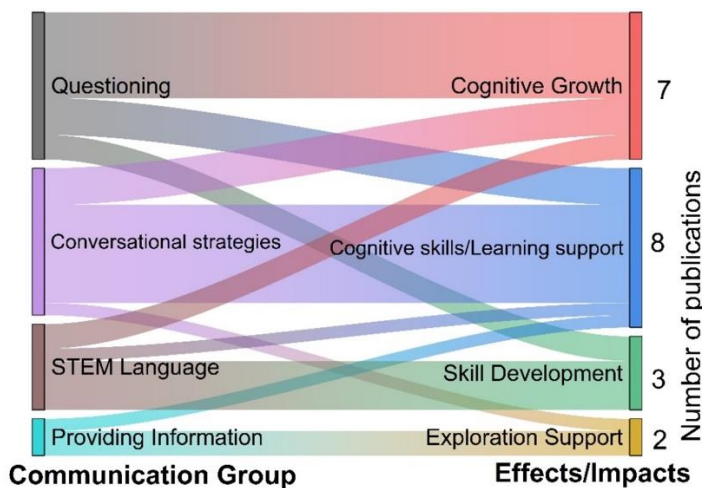 Questioning
Cognitive Growth
7
Conversational strategies
Cognitive skills/Learning support
8
STEM Language
Skill Development
3
Providing Information
Exploration Support
2
Number of publications
Communication Group
Effects/Impacts